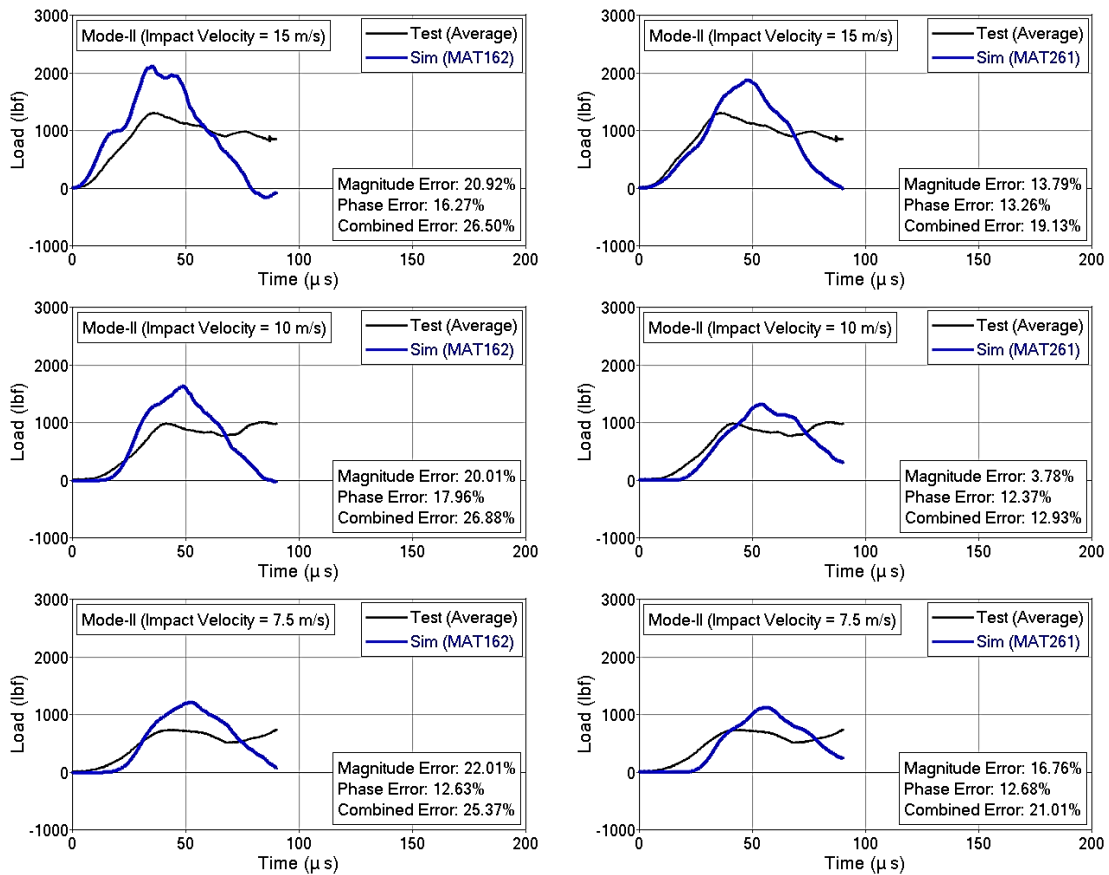 3000
2000
1000
0
-1000
Load (lbf)
Mode-II (Impact Velocity = 15 m/s)
Test (Average)
Sim (MAT162)
Magnitude Error: 20.92%
Phase Error: 16.27%
Combined Error: 26.50%
0 50 100 150 200
Time (µ s)
3000
2000
1000
0
-1000
Load (lbf)
Mode-II (Impact Velocity = 15 m/s)
Test (Average)
Sim (MAT261)
Magnitude Error: 13.79%
Phase Error: 13.26%
Combined Error: 19.13%
0 50 100 150 200
Time (µ s)
3000
2000
1000
0
-1000
Load (lbf)
Mode-II (Impact Velocity = 10 m/s)
Test (Average)
Sim (MAT162)
Magnitude Error: 20.01%
Phase Error: 17.96%
Combined Error: 26.88%
0 50 100 150 200
Time (µ s)
3000
2000
1000
0
-1000
Load (lbf)
Mode-II (Impact Velocity = 10 m/s)
Test (Average)
Sim (MAT261)
Magnitude Error: 3.78%
Phase Error: 12.37%
Combined Error: 12.93%
0 50 100 150 200
Time (µ s)
3000
2000
1000
0
-1000
Load (lbf)
Mode-II (Impact Velocity = 7.5 m/s)
Test (Average)
Sim (MAT162)
Magnitude Error: 22.01%
Phase Error: 12.63%
Combined Error: 25.37%
0 50 100 150 200
Time (µ s)
3000
2000
1000
0
-1000
Load (lbf)
Mode-II (Impact Velocity = 7.5 m/s)
Test (Average)
Sim (MAT261)
Magnitude Error: 16.76%
Phase Error: 12.68%
Combined Error: 21.01%
0 50 100 150 200
Time (µ s)